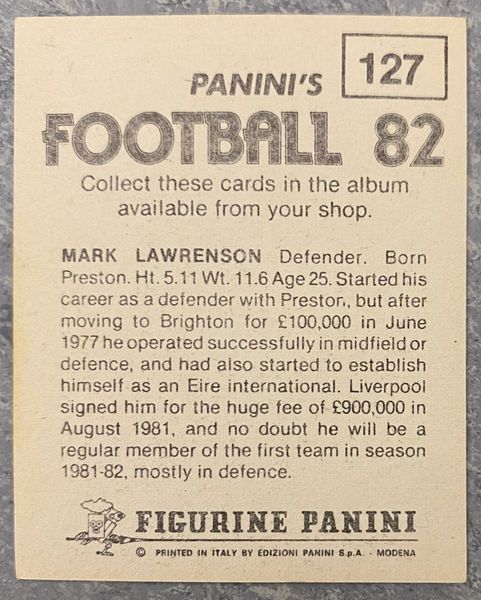 127
PANINI'S
FOOTBALL 82
Collect these cards in the album
available from your shop.
MARK LAWRENSON Defender. Born
Preston. Ht. 5.11 Wt. 11.6 Age 25. Started his
career as a defender with Preston, but after
moving to Brighton for £100,000 in June
1977 he operated successfully in midfield or
defence, and had also started to establish
himself as an Eire international. Liverpool
signed him for the huge fee of £900,000 in
August 1981, and no doubt he will be a
regular member of the first team in season
1981-82, mostly in defence.
FIGURINE PANINI
© PRINTED IN ITALY BY EDIZIONI PANINI S.p.A. - MODENA